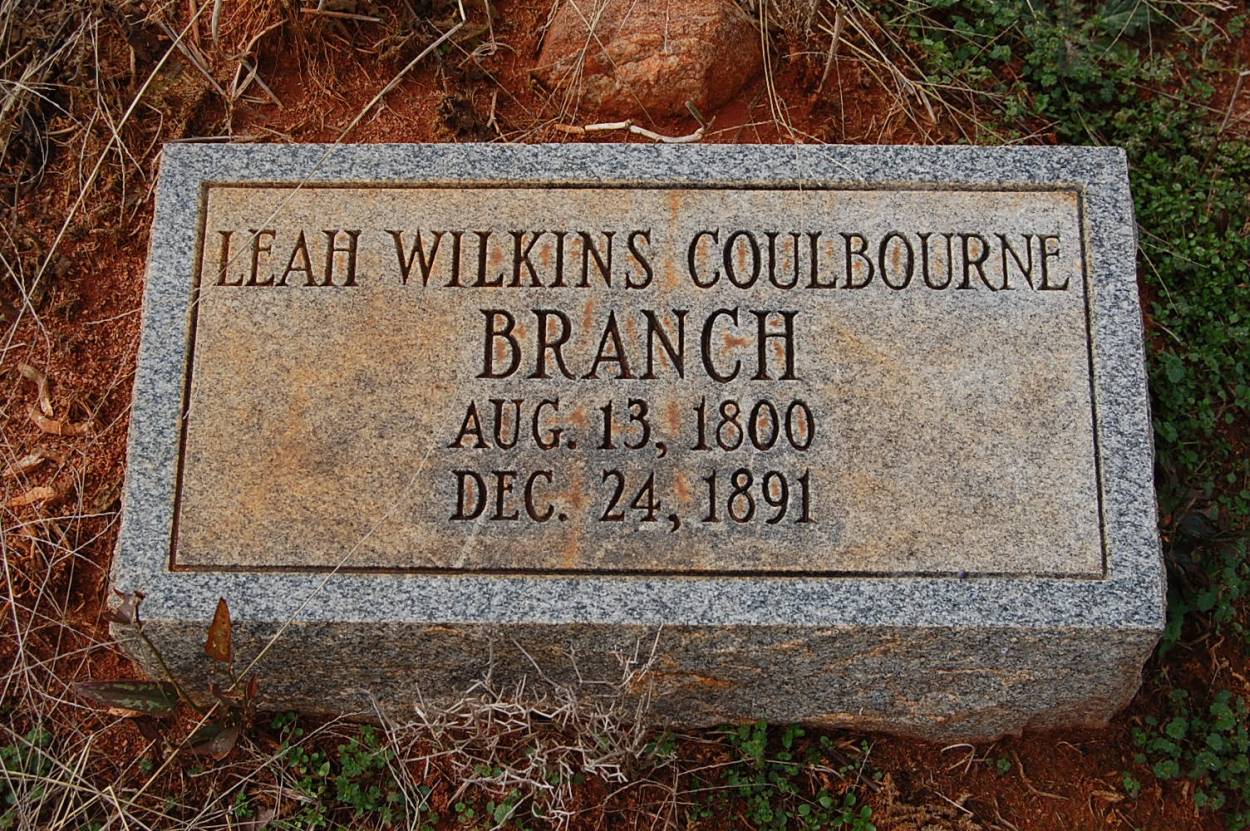 LEAH WILKINS COULBOURNE
BRANCH
AUG. 13, 1800
DEC. 24, 1891